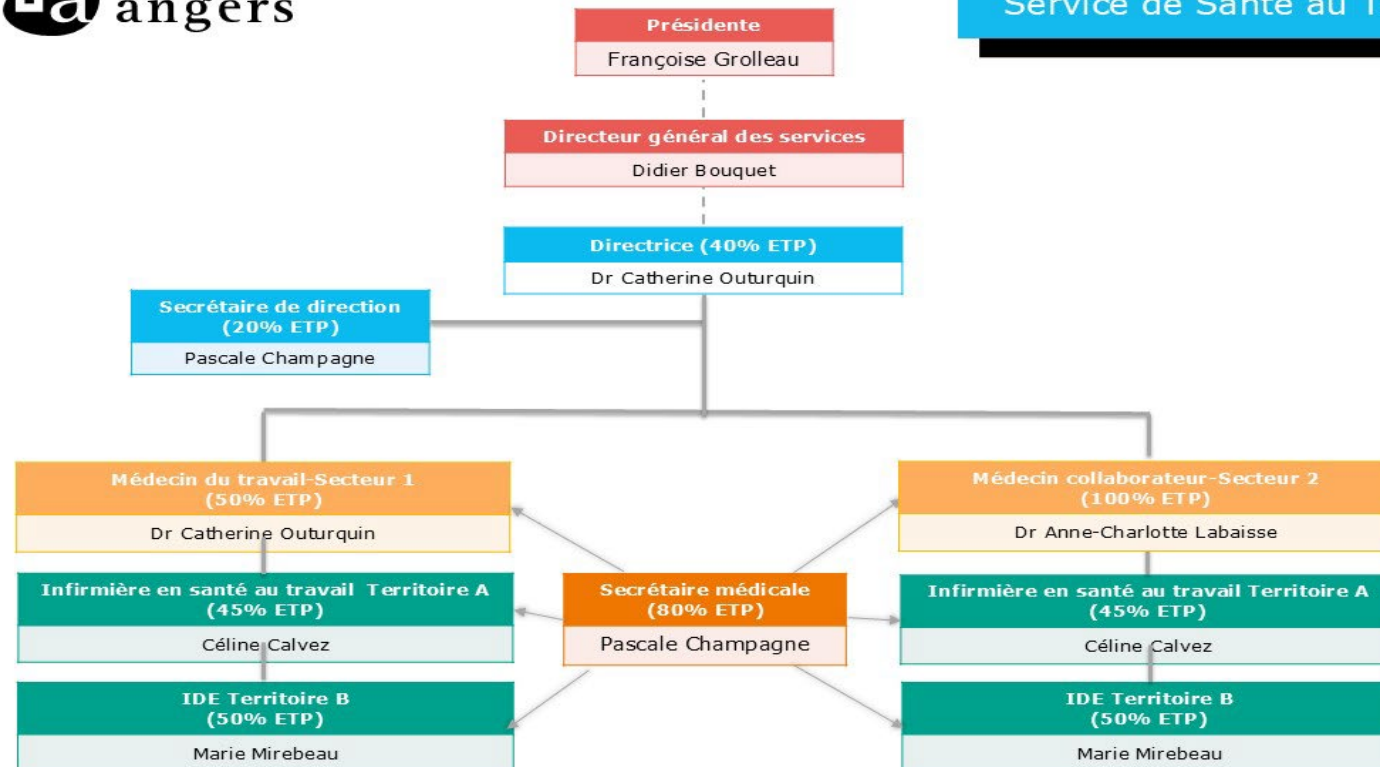 angers
Service de Santé au
Présidente
Françoise Grolleau
Directeur général des services
Didier Bouquet
Directrice (40% ETP)
Dr Catherine Outurquin
Secrétaire de direction
(20% ETP)
Pascale Champagne
Médecin du travail-Secteur 1
(50% ETP)
Dr Catherine Outurquin
Médecin collaborateur-Secteur 2
(100% ETP)
Dr Anne-Charlotte Labaisse
Infirmière en santé au travail Territoire A
(45% ETP)
Céline Calvez
Secrétaire médicale
(80% ETP)
Pascale Champagne
Infirmière en santé au travail Territoire A
(45% ETP)
Céline Calvez
IDE Territoire B
(50% ETP)
Marie Mirebeau
IDE Territoire B
(50% ETP)
Marie Mirebeau